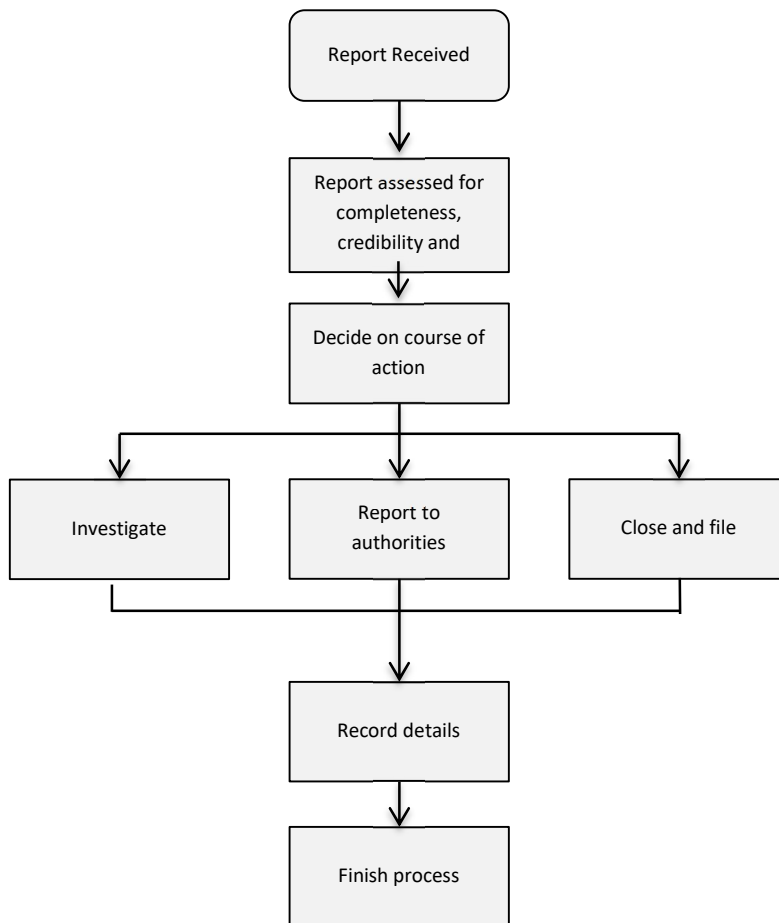 Report Received
Report assessed for
completeness,
credibility and
Decide on course of
action
Investigate
Report to
authorities
Close and file
Record details
Finish process